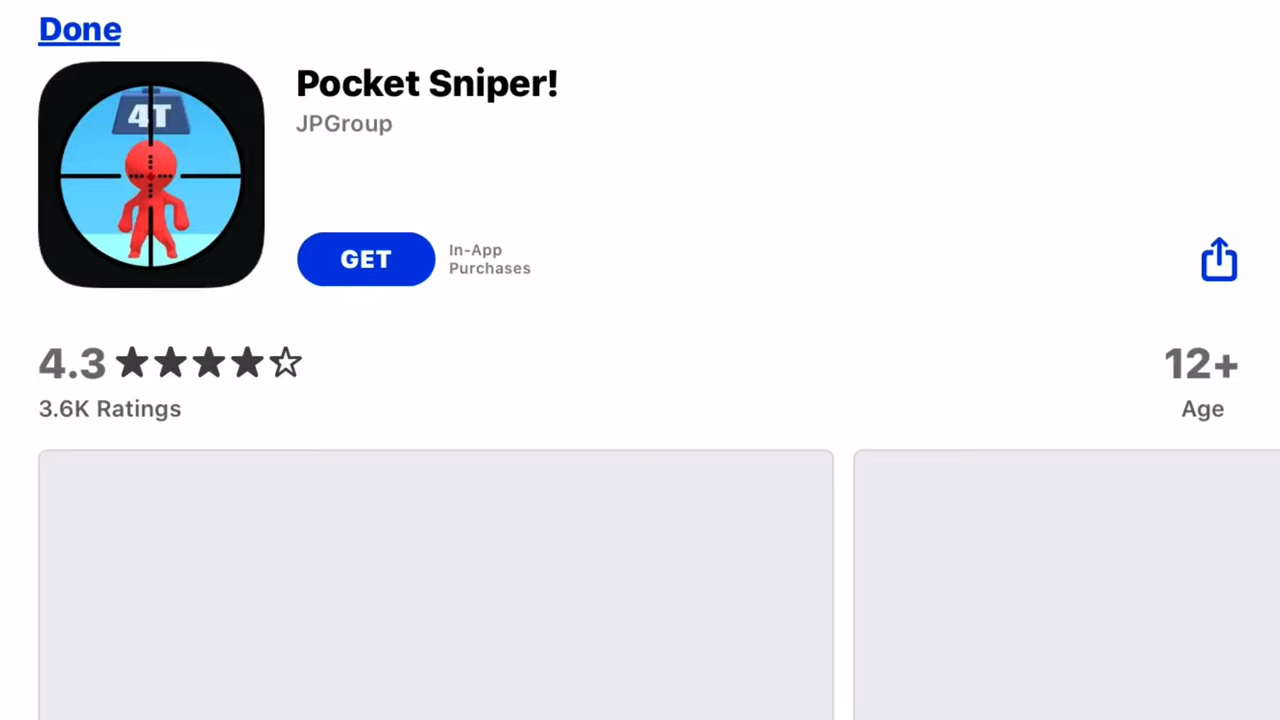 Done
4T
Pocket Sniper!
JPGroup
GET
In-App
Purchases
4.3
12+
3.6K Ratings
Age